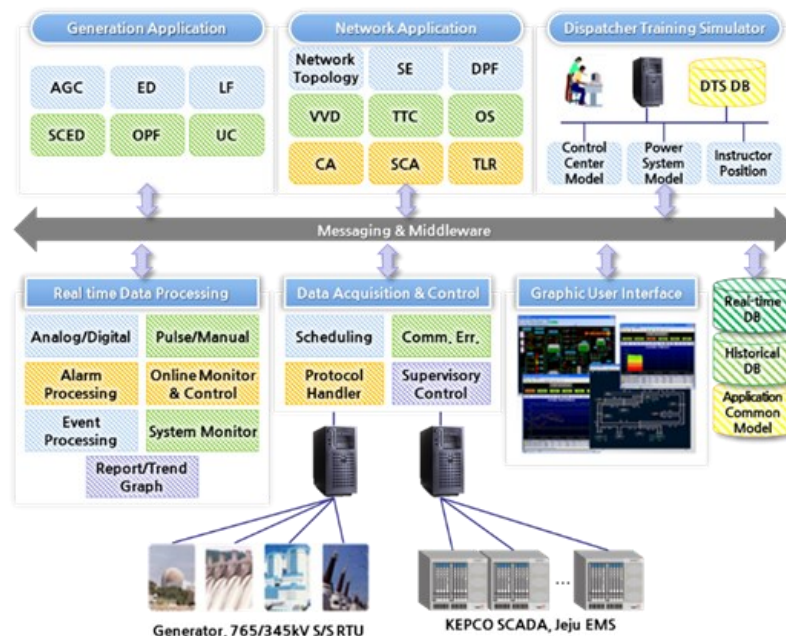 Generation Application
AGC
ED
LF
SCED
OPF
UC
Network Application
Network
Topology
SE
DPF
VVD
TTC
OS
CA
SCA
TLR
Dispatcher Training Simulator
DTS DB
Control
Center
Model
Power
System
Model
Instructor
Position
Messaging & Middleware
Real time Data Processing
Analog/Digital
Pulse/Manual
Alarm
Processing
Online Monitor
& Control
Event
Processing
System Monitor
Report/Trend
Graph
Data Acquisition & Control
Scheduling
Comm. Err.
Protocol
Handler
Supervisory
Control
Graphic User Interface
Real-time
DB
Historical
DB
Application
Common
Model
Generator, 765/345kV S/S RTU
...
KEPCO SCADA, Jeju EMS